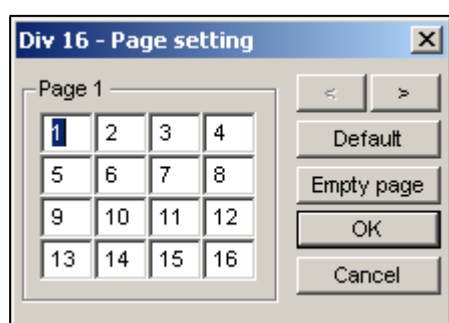 Div 16 - Page setting
Page 1
1 2 3 4
5 6 7 8
9 10 11 12
13 14 15 16
< >
Default
Empty page
OK
Cancel